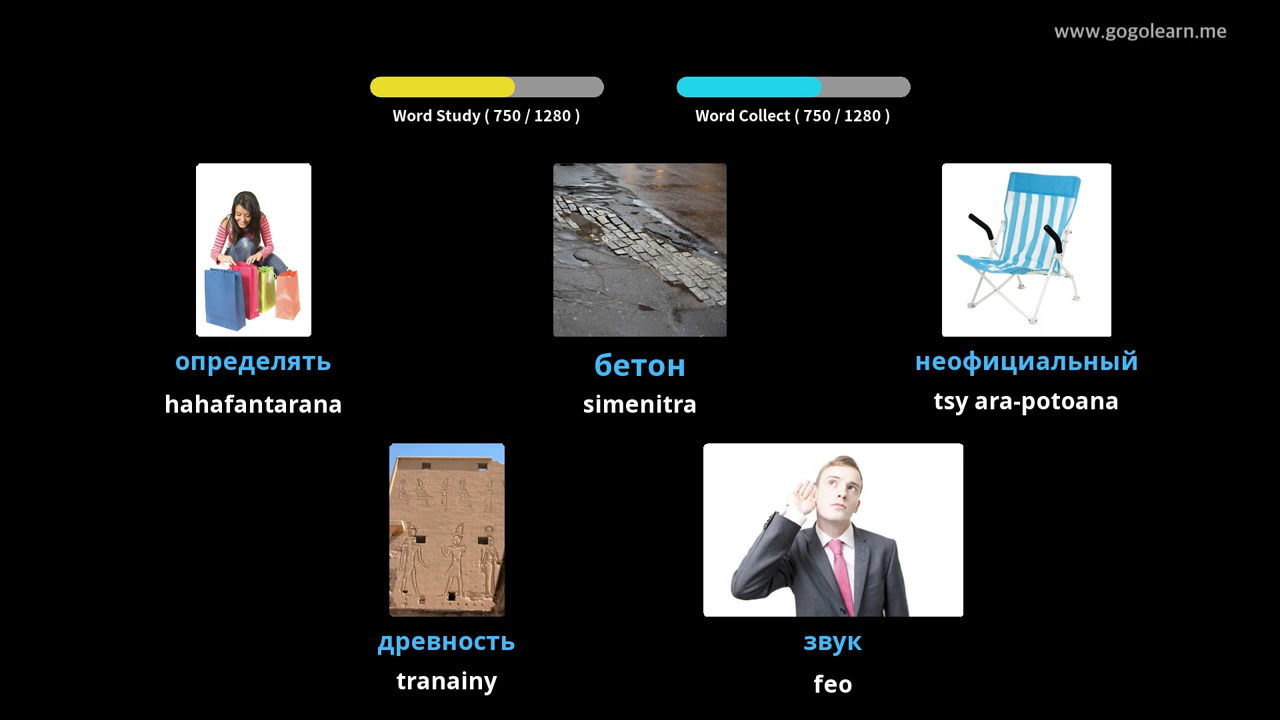 www.gogolearn.me
Word Study ( 750 / 1280 )
Word Collect ( 750 / 1280 )
определять
hahafantarana
бетон
simenitra
неофициальный
tsy ara-potoana
древность
tranainy
звук
feo